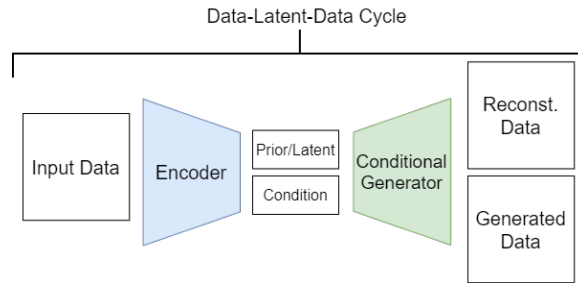 Data-Latent-Data Cycle
Input Data
Encoder
Prior/Latent
Condition
Conditional
Generator
Reconst.
Data
Generated
Data